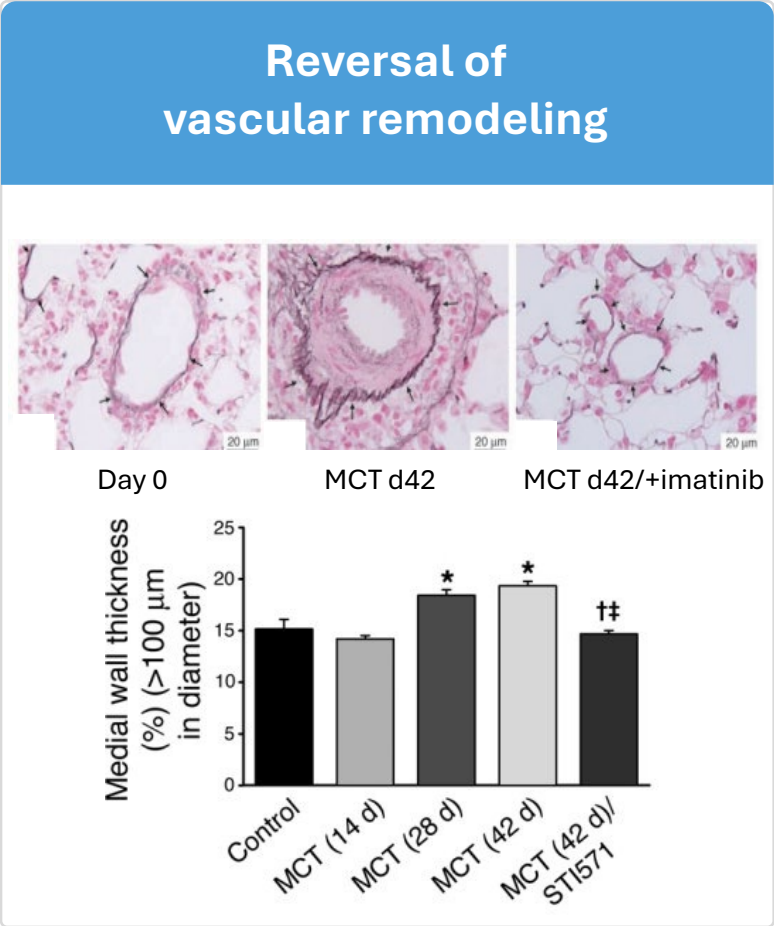 Reversal of
vascular remodeling
20 µm
20 µm
20 µm
Day 0
MCT d42
MCT d42/+imatinib
Medial wall thickness
(%) (>100 µm
in diameter)
25
20
15
10
5
0
*
*
†‡
Control
MCT (14 d)
MCT (28 d)
MCT (42 d)
MCT (42 d)/
STI571